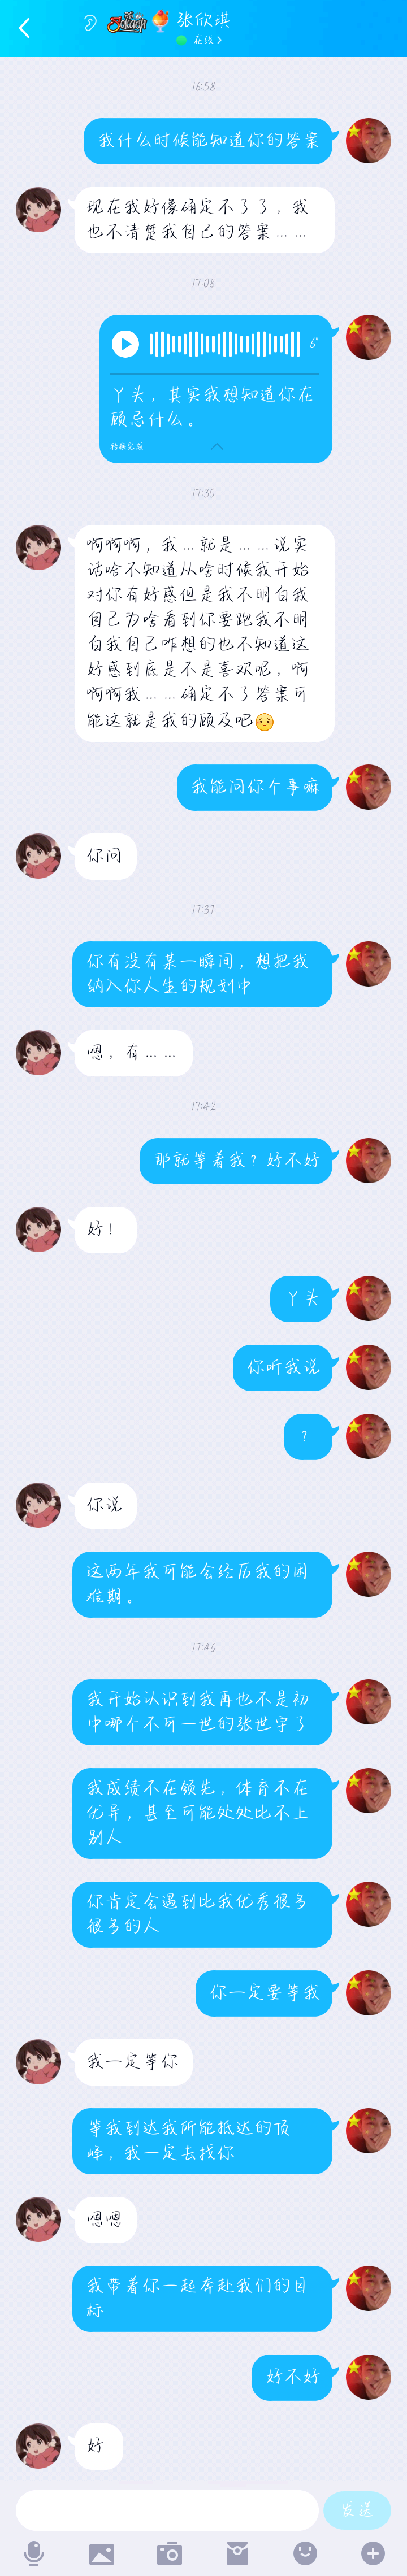 张欣琪
在线
16:58
我什么时候能知道你的答案
现在我好像确定不了了，我
也不清楚我自己的答案……
17:08
6"
丫头，其实我想知道你在
顾忌什么。
转换完成
17:30
啊啊啊，我…就是……说实
话啥不知道从啥时候我开始
对你有好感但是我不明白我
自己为啥看到你要跑我不明
白我自己咋想的也不知道这
好感到底是不是喜欢呢，啊
啊啊我……确定不了答案可
能这就是我的顾及吧
我能问你个事嘛
你问
17:37
你有没有某一瞬间，想把我
纳入你人生的规划中
嗯，有……
17:42
那就等着我？好不好
好！
丫头
你听我说
？
你说
这两年我可能会经历我的困
难期。
17:46
我开始认识到我再也不是初
中哪个不可一世的张世宇了
我成绩不在领先，体育不在
优异，甚至可能处处比不上
别人
你肯定会遇到比我优秀很多
很多的人
你一定要等我
我一定等你
等我到达我所能抵达的顶
峰，我一定去找你
嗯嗯
我带着你一起奔赴我们的目
标
好不好
好
发送